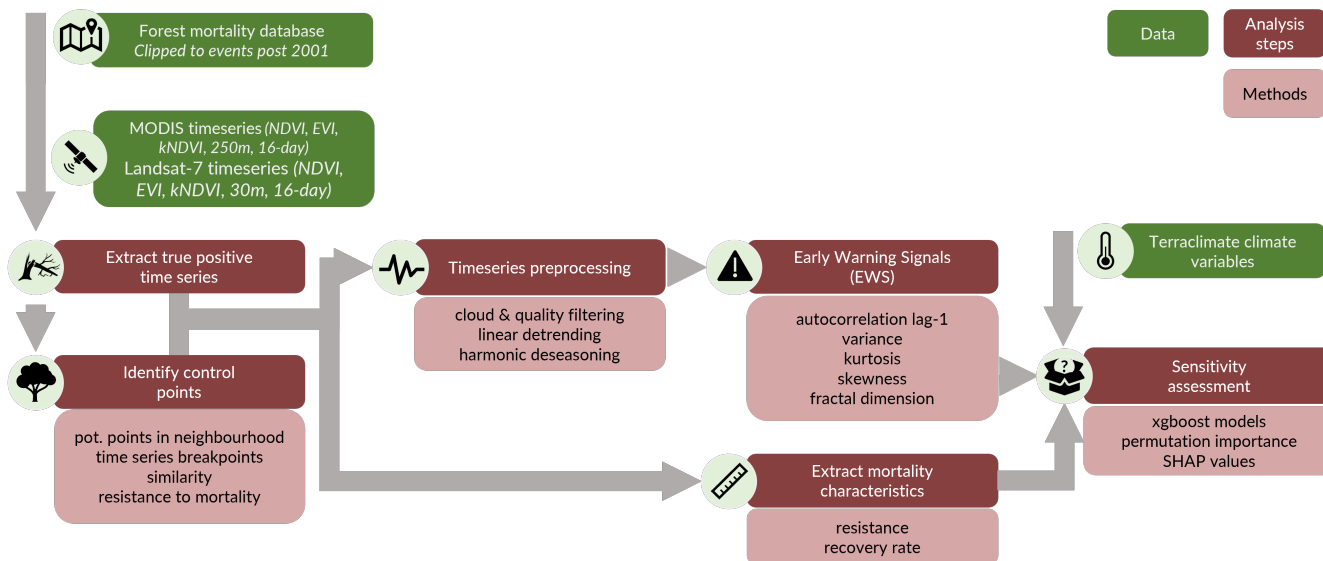 Forest mortality database
Clipped to events post 2001
Data
Analysis
steps
Methods
MODIS timeseries (NDVI, EVI,
kNDVI, 250m, 16-day)
Landsat-7 timeseries (NDVI,
EVI, kNDVI, 30m, 16-day)
Extract true positive
time series
Identify control
points
pot. points in neighbourhood
time series breakpoints
similarity
resistance to mortality
Timeseries preprocessing
cloud & quality filtering
linear detrending
harmonic deseasoning
Early Warning Signals
(EWS)
autocorrelation lag-1
variance
kurtosis
skewness
fractal dimension
Extract mortality
characteristics
resistance
recovery rate
Terraclimate climate
variables
?
Sensitivity
assessment
xgboost models
permutation importance
SHAP values